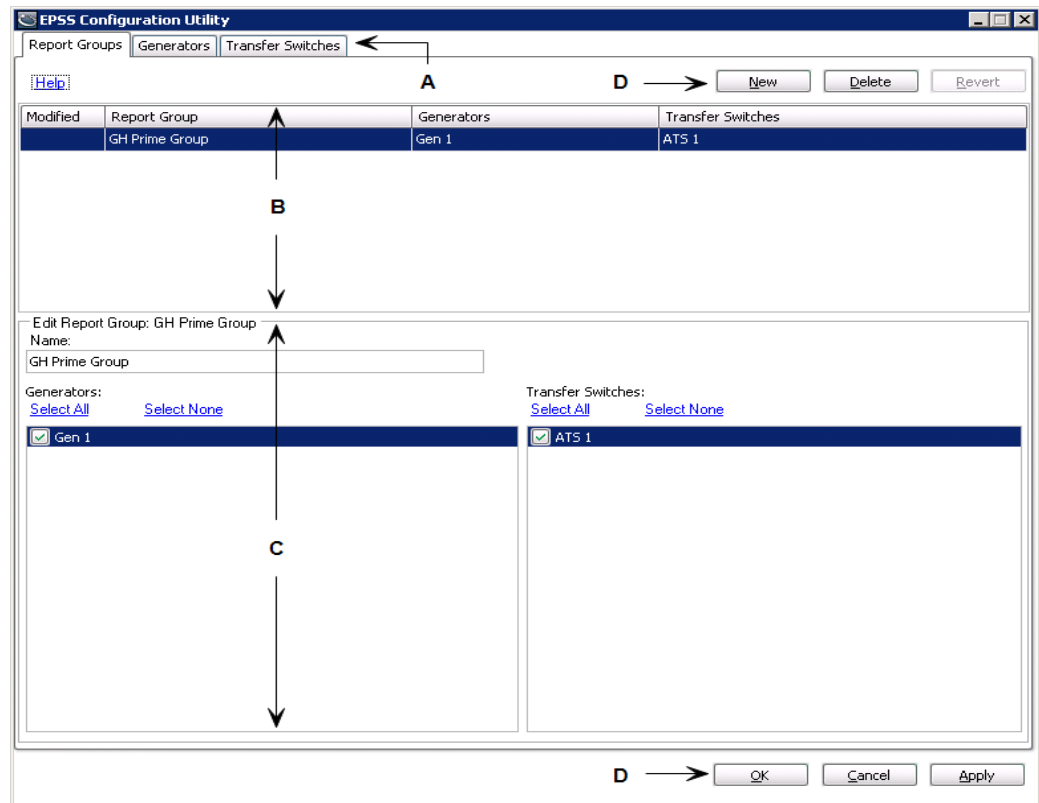 EPSS Configuration Utility
Report Groups Generators Transfer Switches
Help A D New Delete Revert
Modified Report Group Generators Transfer Switches
GH Prime Group Gen 1 ATS 1
B
Edit Report Group: GH Prime Group
Name:
GH Prime Group
Generators: Transfer Switches:
Select All Select None Select All Select None
Gen 1 ATS 1
C
D OK Cancel Apply